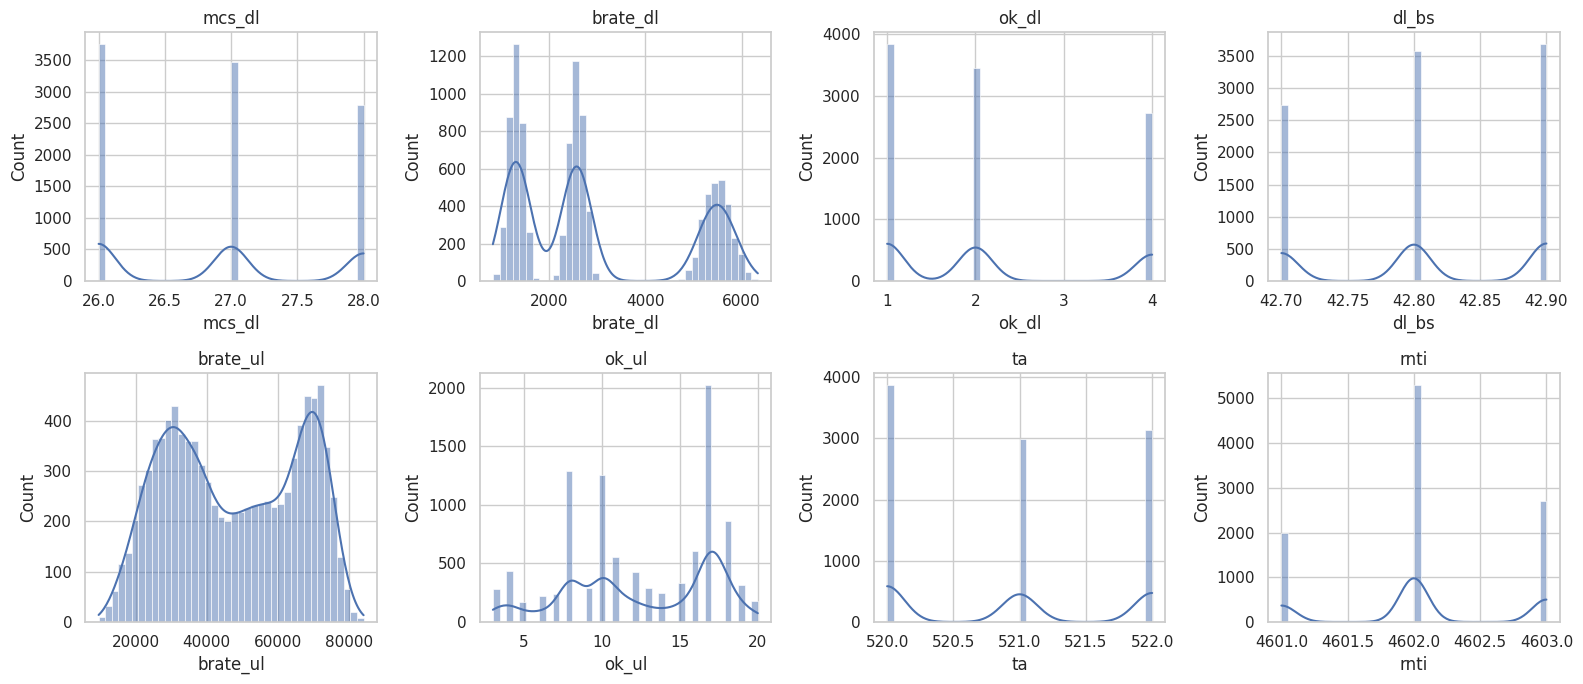 mcs_dl
3500
3000
2500
2000
1500
1000
500
0
Count
26.0 26.5 27.0 27.5 28.0
mcs_dl
brate_dl
1200
1000
800
600
400
200
0
Count
2000 4000 6000
brate_dl
ok_dl
4000
3000
2000
1000
0
Count
1 2 3 4
ok_dl
dl_bs
3500
3000
2500
2000
1500
1000
500
0
Count
42.70 42.75 42.80 42.85 42.90
dl_bs
brate_ul
400
300
200
100
0
Count
20000 40000 60000 80000
brate_ul
ok_ul
2000
1500
1000
500
0
Count
5 10 15 20
ok_ul
ta
4000
3000
2000
1000
0
Count
520.0 520.5 521.0 521.5 522.0
ta
rnti
5000
4000
3000
2000
1000
0
Count
4601.0 4601.5 4602.0 4602.5 4603.0
rnti